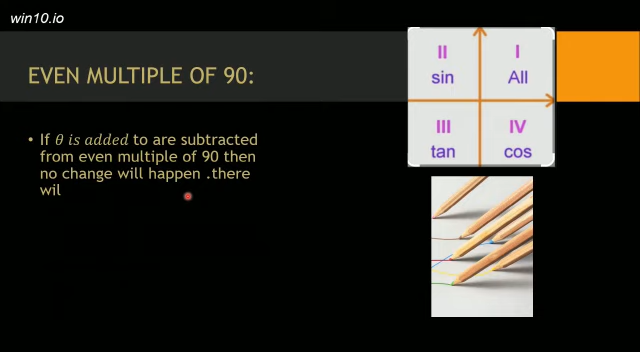 win10.io
EVEN MULTIPLE OF 90:
• If θ is added to are subtracted
from even multiple of 90 then
no change will happen .there
wil
II
I
sin
All
III
IV
tan
cos